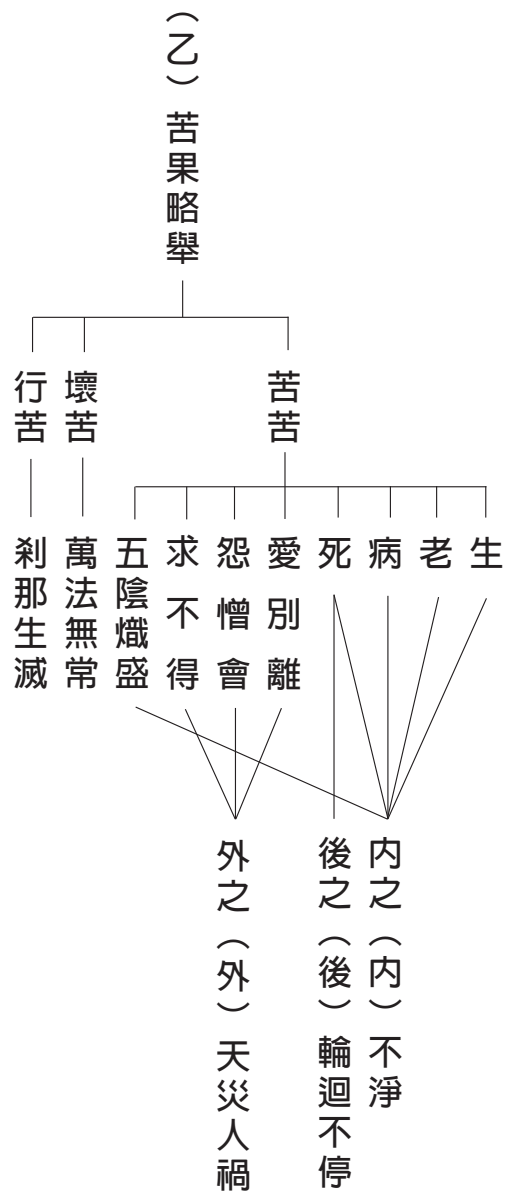 （乙）苦果略舉
苦苦
壞苦
行苦
生
老
病
死
愛別離
怨憎會
求不得
五陰熾盛
萬法無常
剎那生滅
內之（內）不淨
後之（後）輪迴不停
外之（外）天災人禍